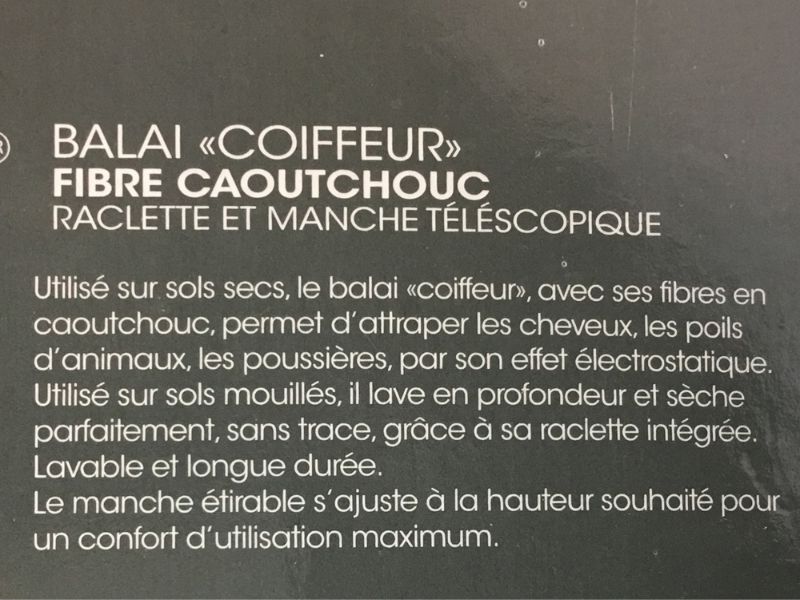 ®
BALAI «COIFFEUR»
FIBRE CAOUTCHOUC
RACLETTE ET MANCHE TÉLÉSCOPIQUE
Utilisé sur sols secs, le balai «coiffeur», avec ses fibres en
caoutchouc, permet d'attraper les cheveux, les poils
d'animaux, les poussières, par son effet électrostatique.
Utilisé sur sols mouillés, il lave en profondeur et sèche
parfaitement, sans trace, grâce à sa raclette intégrée.
Lavable et longue durée.
Le manche étirable s'ajuste à la hauteur souhaité pour
un confort d'utilisation maximum.